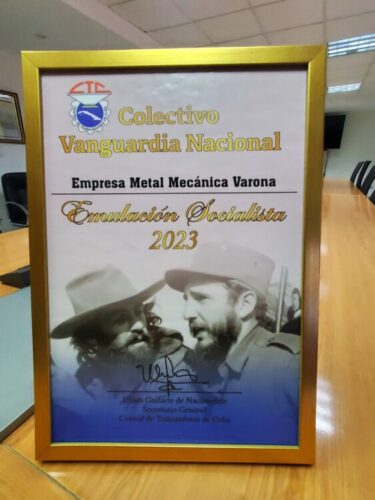 CTC
Colectivo
Vanguardia Nacional
Empresa Metal Mecánica Varona
Emulación Socialista
2023
Ulises Guilarte de Nacimiento
Secretario General
Central de Trabajadores de Cuba